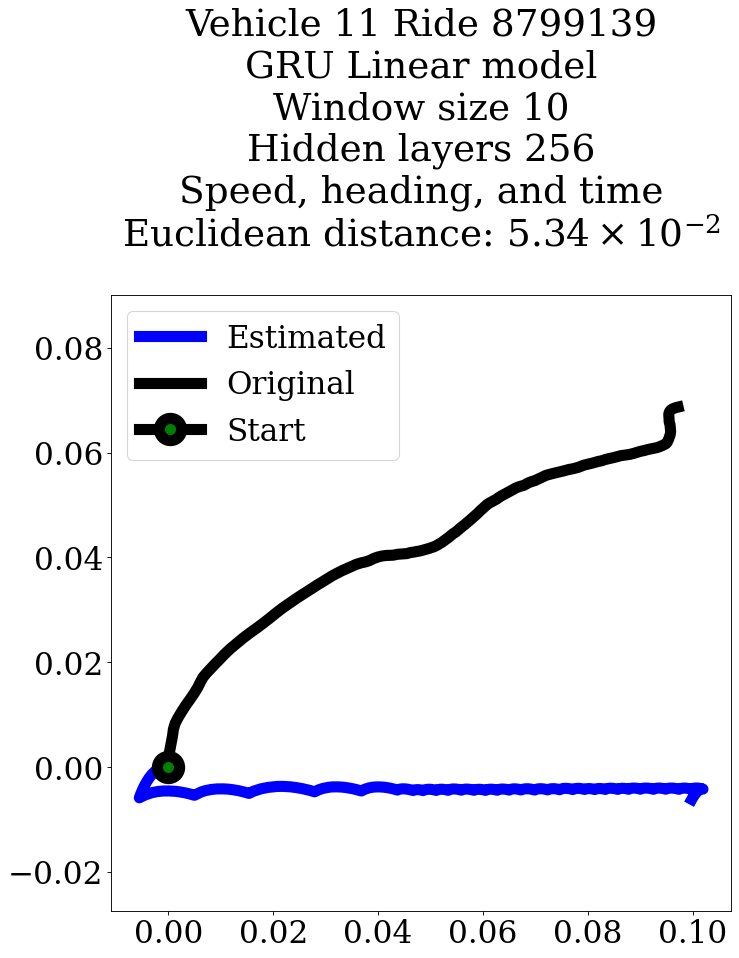 Vehicle 11 Ride 8799139
GRU Linear model
Window size 10
Hidden layers 256
Speed, heading, and time
Euclidean distance: 5.34 × 10⁻²
Estimated
Original
Start
0.08
0.06
0.04
0.02
0.00
−0.02
0.00 0.02 0.04 0.06 0.08 0.10